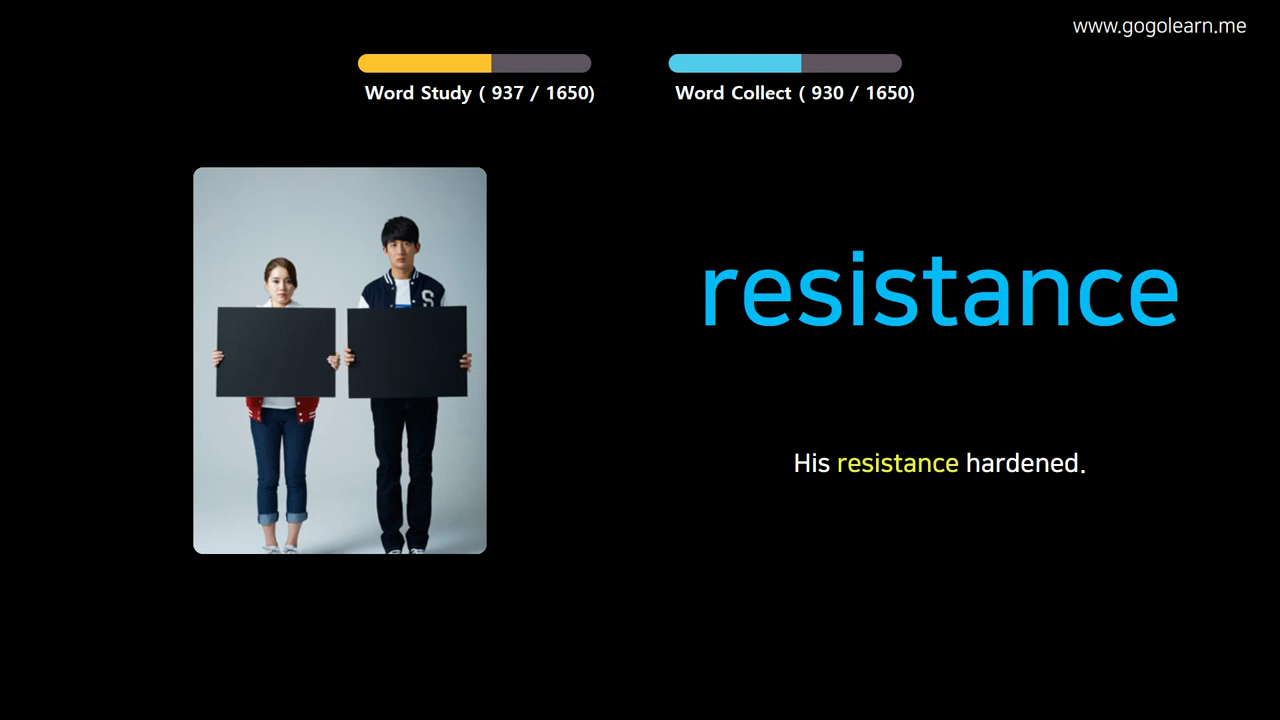 www.gogolearn.me
Word Study ( 937 / 1650)
Word Collect ( 930 / 1650)
S
resistance
His resistance hardened.